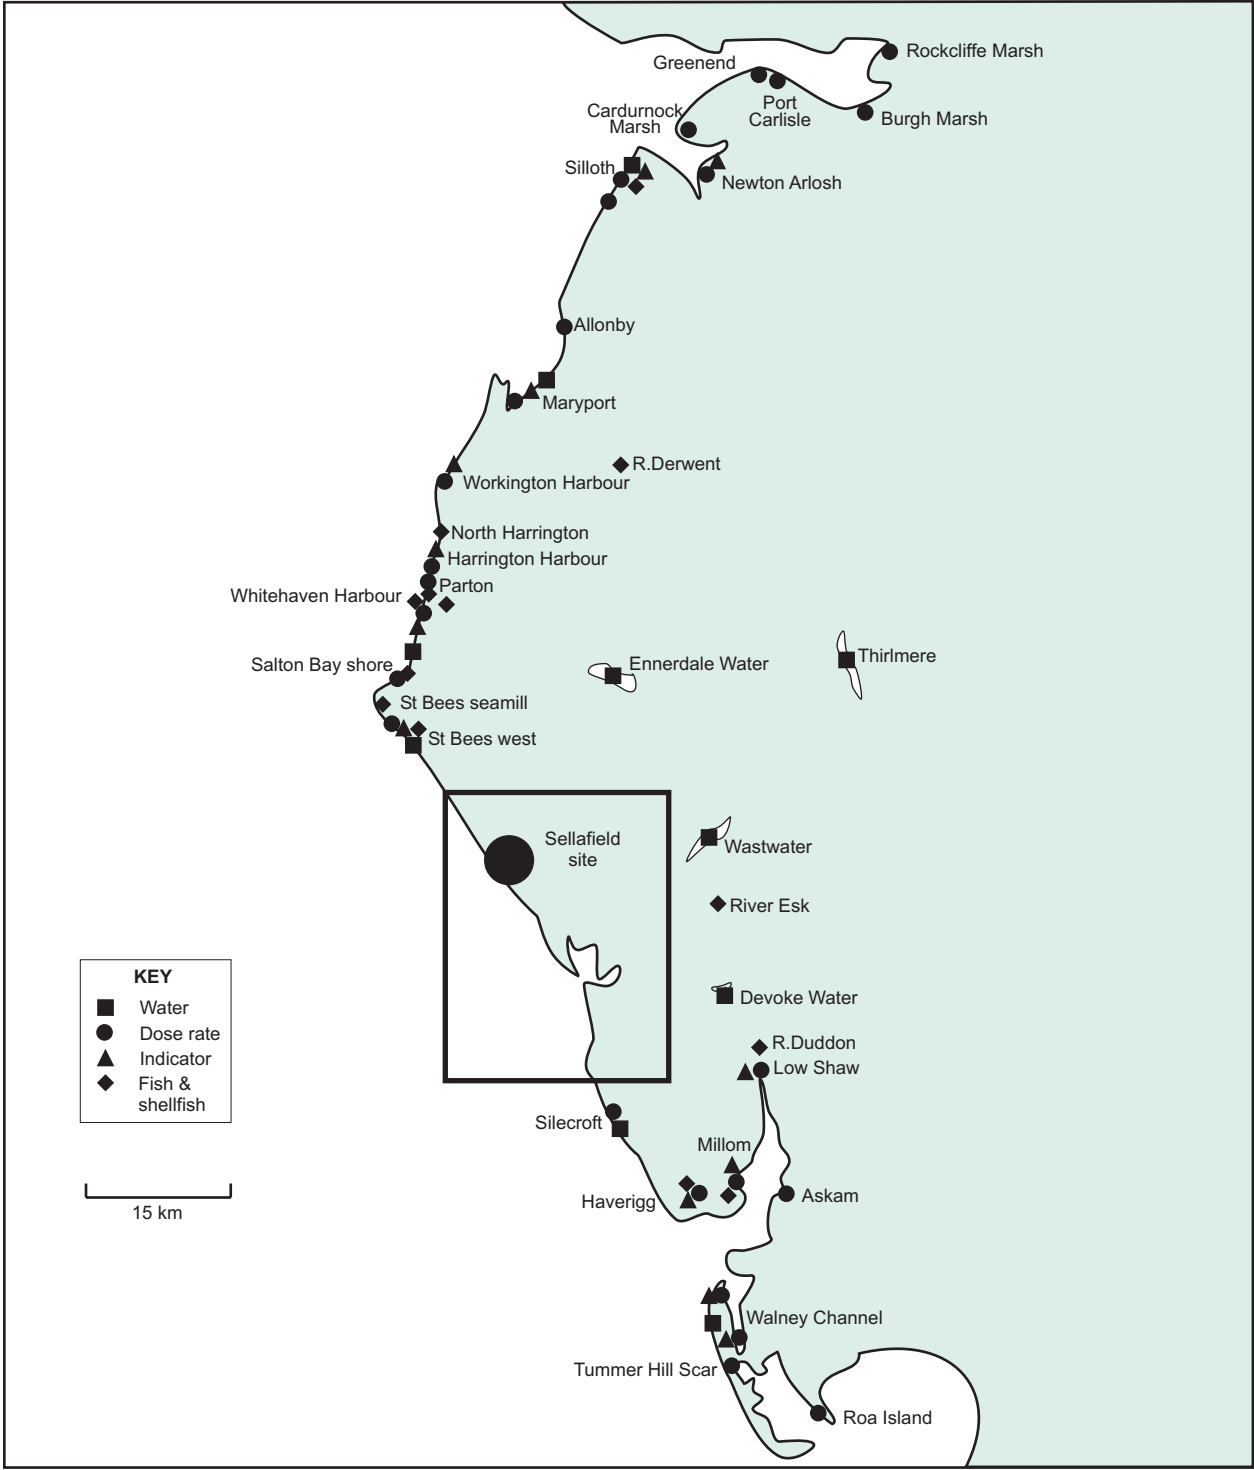 Rockcliffe Marsh
Greenend
Port
Carlisle
Burgh Marsh
Cardurnock
Marsh
Silloth
Newton Arlosh
Allonby
Maryport
R.Derwent
Workington Harbour
North Harrington
Harrington Harbour
Parton
Whitehaven Harbour
Salton Bay shore
Ennerdale Water
Thirlmere
St Bees seamill
St Bees west
Sellafield
site
Wastwater
River Esk
KEY
Water
Dose rate
Indicator
Fish &
shellfish
15 km
Devoke Water
R.Duddon
Low Shaw
Silecroft
Millom
Haverigg
Askam
Walney Channel
Tummer Hill Scar
Roa Island